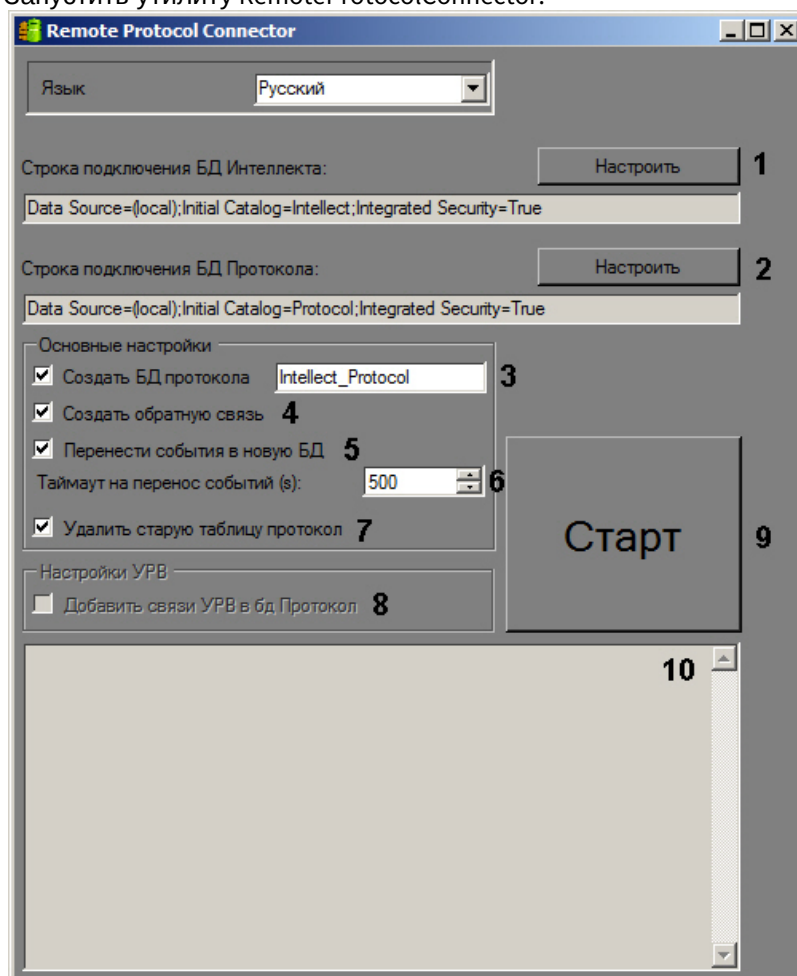 Запустить утилиту RemoteProtocolConnector.
Remote Protocol Connector
Язык Русский
Строка подключения БД Интеллекта: Настроить 1
Data Source=(local);Initial Catalog=Intellect;Integrated Security=True
Строка подключения БД Протокола: Настроить 2
Data Source=(local);Initial Catalog=Protocol;Integrated Security=True
Основные настройки
Создать БД протокола Intellect_Protocol 3
Создать обратную связь 4
Перенести события в новую БД 5
Таймаут на перенос событий (s): 500 6
Удалить старую таблицу протокол 7
Старт 9
Настройки УРВ
Добавить связи УРВ в бд Протокол 8
10